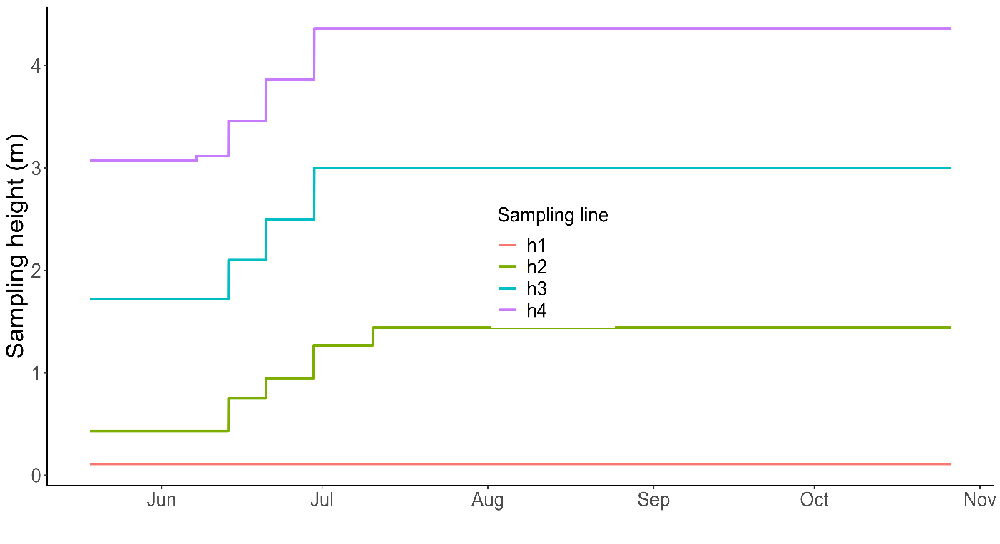 Sampling height (m)
4
3
2
1
0
Sampling line
h1
h2
h3
h4
Jun Jul Aug Sep Oct Nov